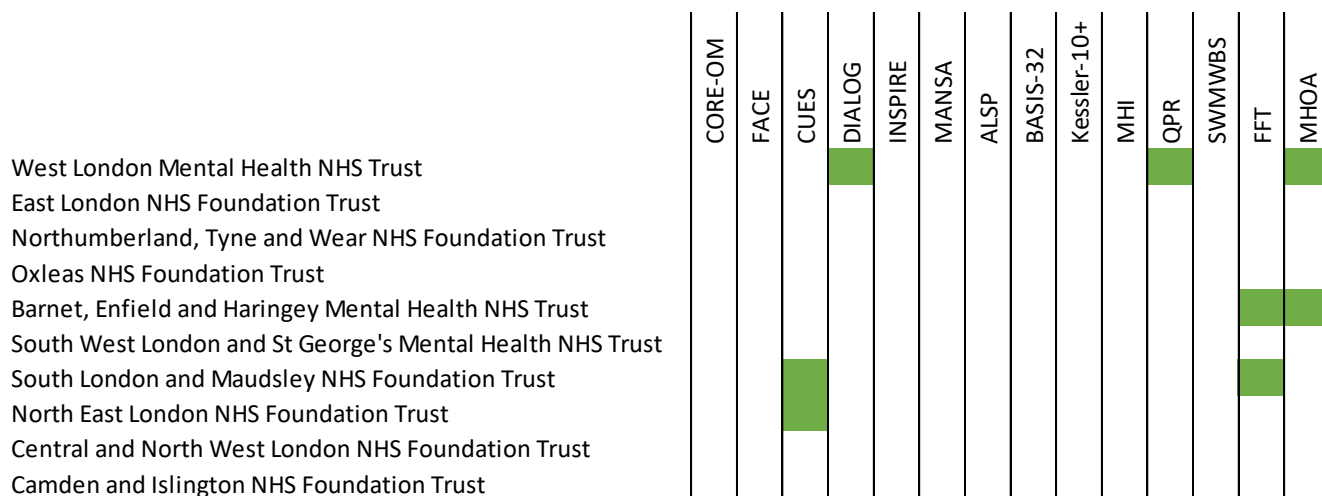 CORE-OM
FACE
CUES
DIALOG
INSPIRE
MANSA
ALSP
BASIS-32
Kessler-10+
MHI
QPR
SWMWBS
FFT
MHOA
West London Mental Health NHS Trust
East London NHS Foundation Trust
Northumberland, Tyne and Wear NHS Foundation Trust
Oxleas NHS Foundation Trust
Barnet, Enfield and Haringey Mental Health NHS Trust
South West London and St George's Mental Health NHS Trust
South London and Maudsley NHS Foundation Trust
North East London NHS Foundation Trust
Central and North West London NHS Foundation Trust
Camden and Islington NHS Foundation Trust